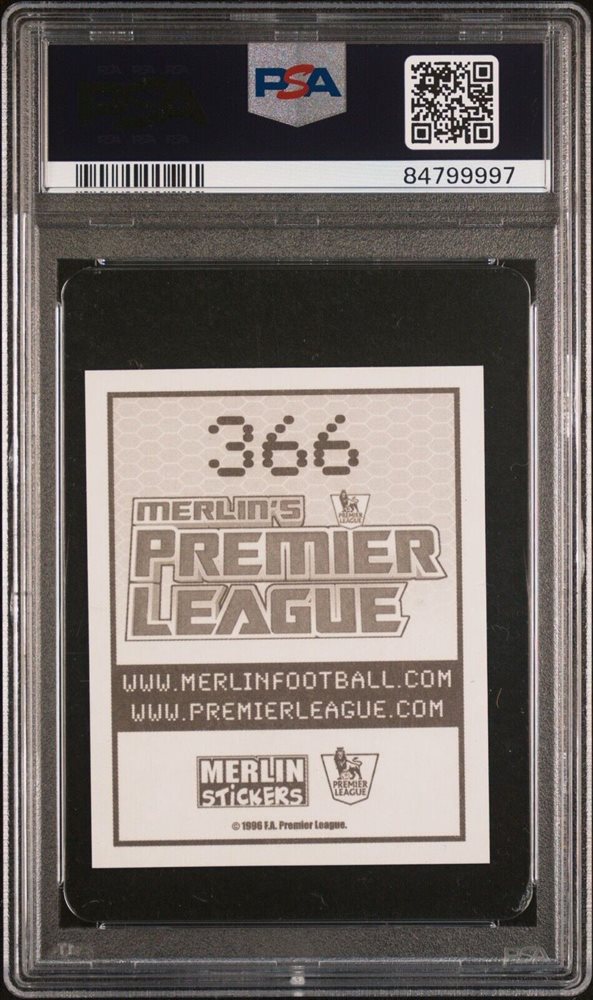 PSA
84799997
366
MERLIN'S
PREMIER
LEAGUE
PREMIER
LEAGUE
WWW.MERLINFOOTBALL.COM
WWW.PREMIERLEAGUE.COM
MERLIN
STICKERS
PREMIER
LEAGUE
© 1996 F.A. Premier League.
PSA